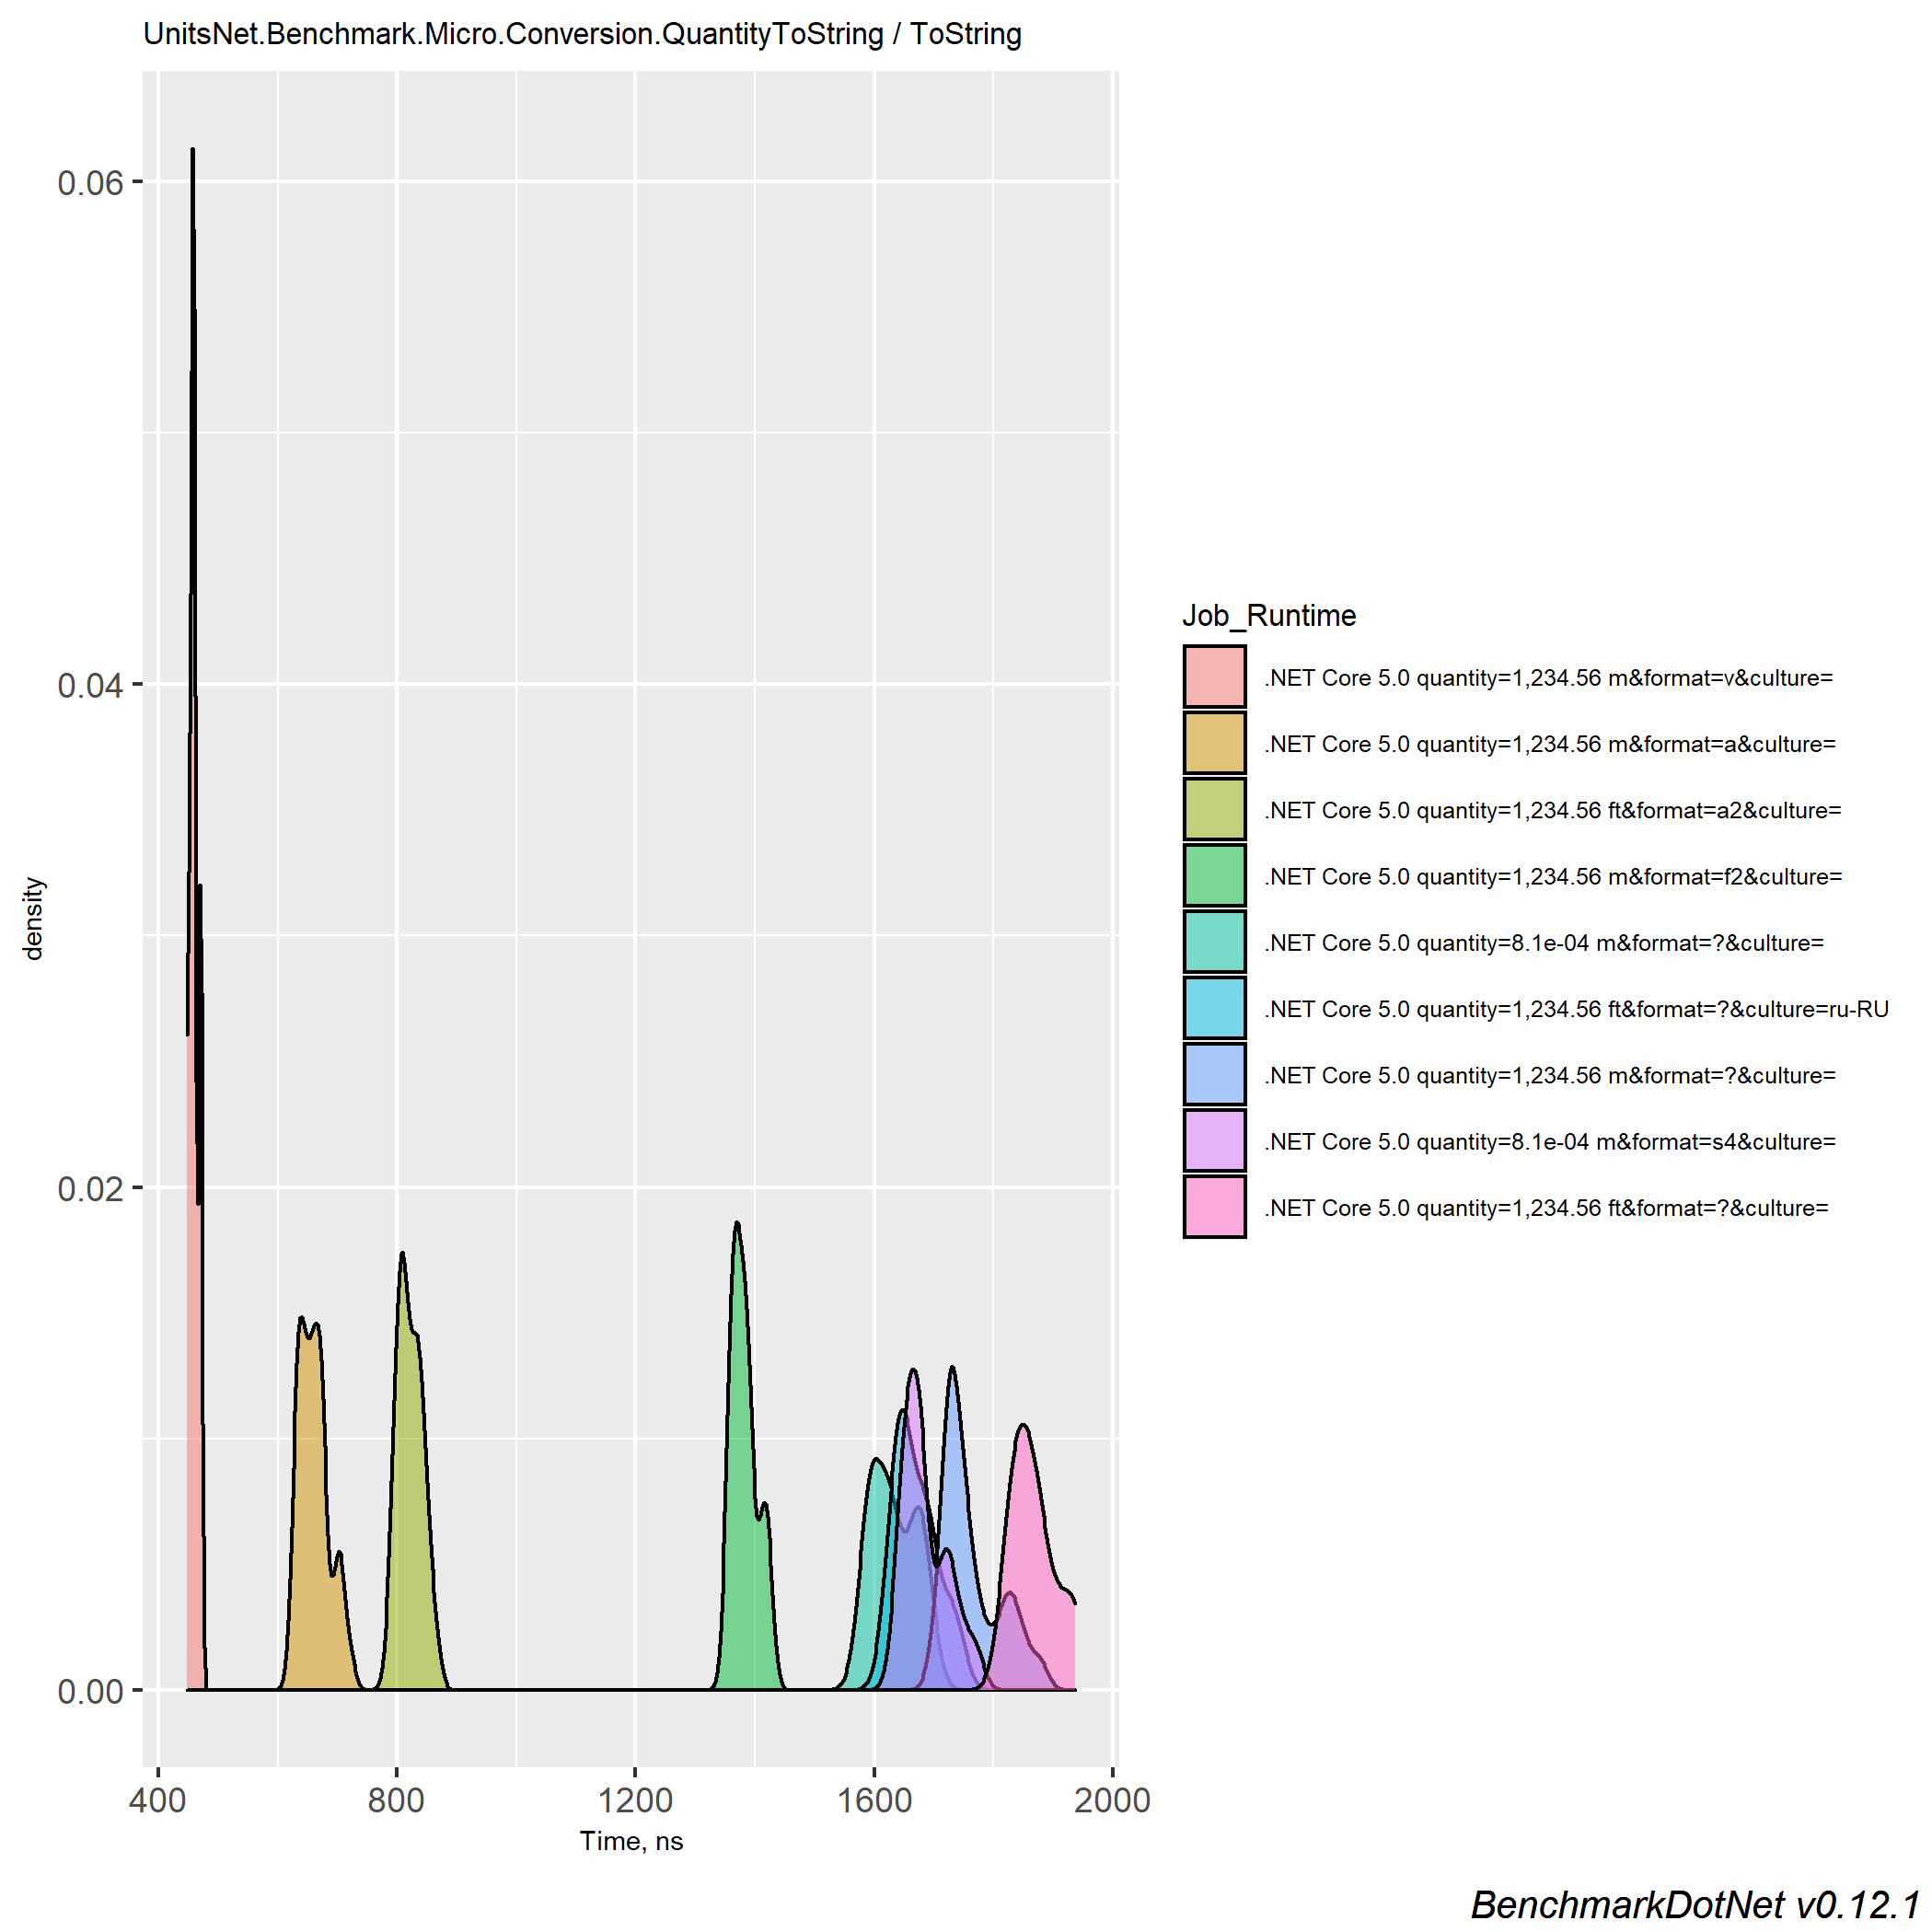 UnitsNet.Benchmark.Micro.Conversion.QuantityToString / ToString
0.06
0.04
0.02
0.00
density
400 800 1200 1600 2000
Time, ns
Job_Runtime
.NET Core 5.0 quantity=1,234.56 m&format=v&culture=
.NET Core 5.0 quantity=1,234.56 m&format=a&culture=
.NET Core 5.0 quantity=1,234.56 ft&format=a2&culture=
.NET Core 5.0 quantity=1,234.56 m&format=f2&culture=
.NET Core 5.0 quantity=8.1e-04 m&format=?&culture=
.NET Core 5.0 quantity=1,234.56 ft&format=?&culture=ru-RU
.NET Core 5.0 quantity=1,234.56 m&format=?&culture=
.NET Core 5.0 quantity=8.1e-04 m&format=s4&culture=
.NET Core 5.0 quantity=1,234.56 ft&format=?&culture=
BenchmarkDotNet v0.12.1